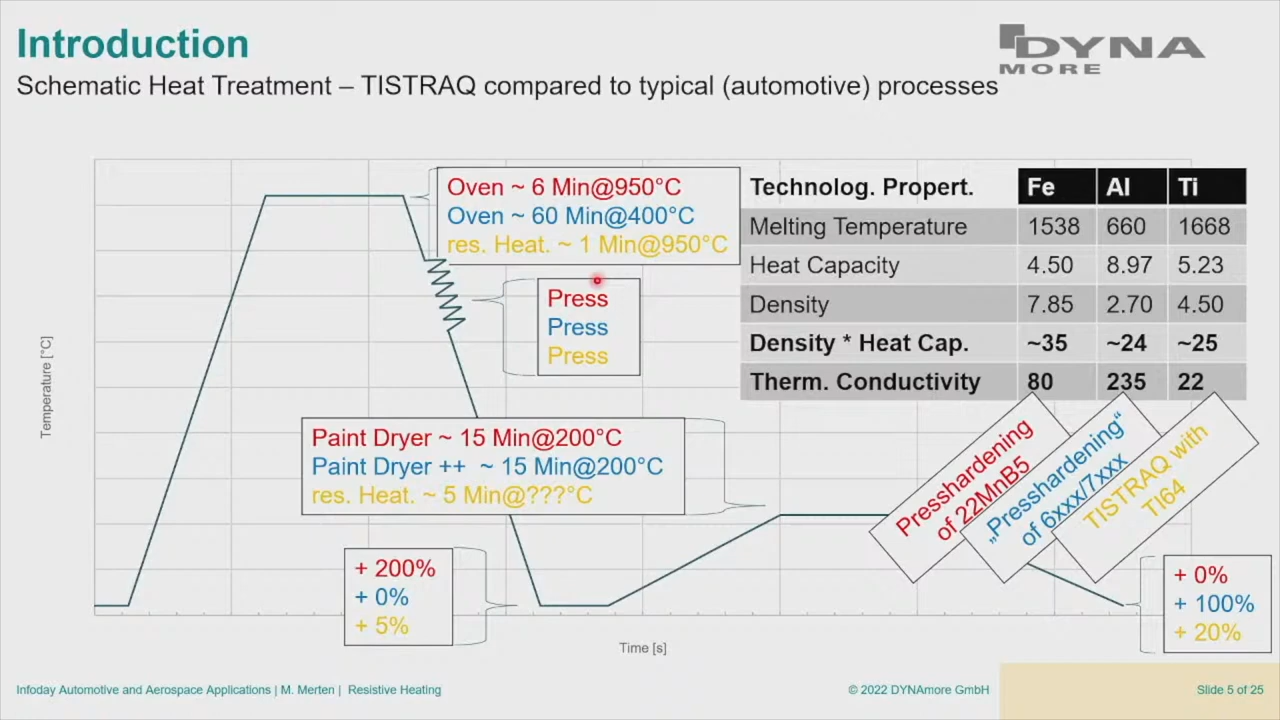 Introduction
DYNA
MORE
Schematic Heat Treatment – TISTRAQ compared to typical (automotive) processes
Oven ~ 6 Min@950°C
Oven ~ 60 Min@400°C
res. Heat. ~ 1 Min@950°C
Technolog. Propert. Fe Al Ti
Melting Temperature 1538 660 1668
Heat Capacity 4.50 8.97 5.23
Density 7.85 2.70 4.50
Density * Heat Cap. ~35 ~24 ~25
Therm. Conductivity 80 235 22
Press
Press
Press
Temperature [°C]
Paint Dryer ~ 15 Min@200°C
Paint Dryer ++ ~ 15 Min@200°C
res. Heat. ~ 5 Min@???°C
Presshardening
of 22MnB5
„Presshardening“
of 6xxx/7xxx
TISTRAQ with
TI64
+ 200%
+ 0%
+ 5%
+ 0%
+ 100%
+ 20%
Time [s]
Infoday Automotive and Aerospace Applications | M. Merten | Resistive Heating
© 2022 DYNAmore GmbH
Slide 5 of 25